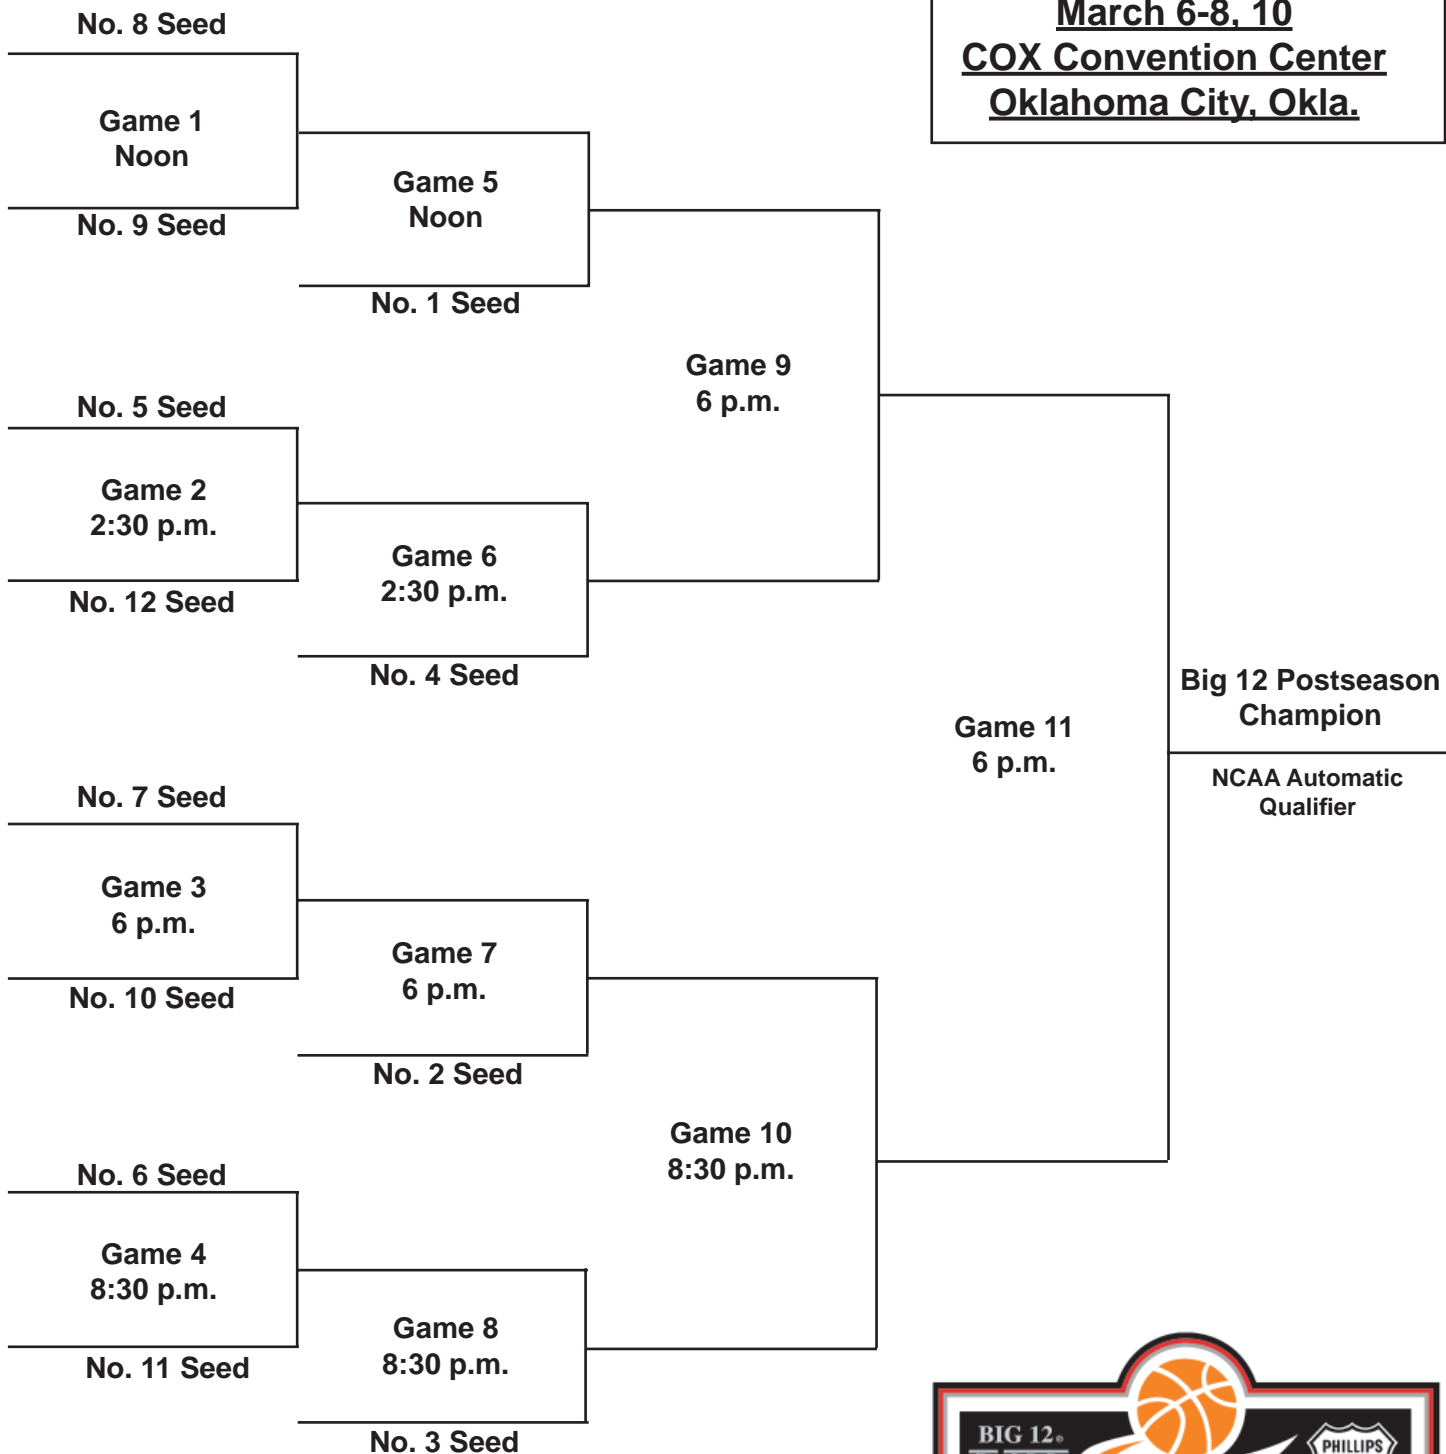 March 6-8, 10
COX Convention Center
Oklahoma City, Okla.
No. 8 Seed
Game 1
Noon
No. 9 Seed
Game 5
Noon
No. 1 Seed
No. 5 Seed
Game 2
2:30 p.m.
No. 12 Seed
Game 6
2:30 p.m.
No. 4 Seed
Game 9
6 p.m.
No. 7 Seed
Game 3
6 p.m.
No. 10 Seed
Game 7
6 p.m.
No. 2 Seed
No. 6 Seed
Game 4
8:30 p.m.
No. 11 Seed
Game 8
8:30 p.m.
No. 3 Seed
Game 10
8:30 p.m.
Game 11
6 p.m.
Big 12 Postseason
Champion
NCAA Automatic
Qualifier
BIG 12®
PHILLIPS